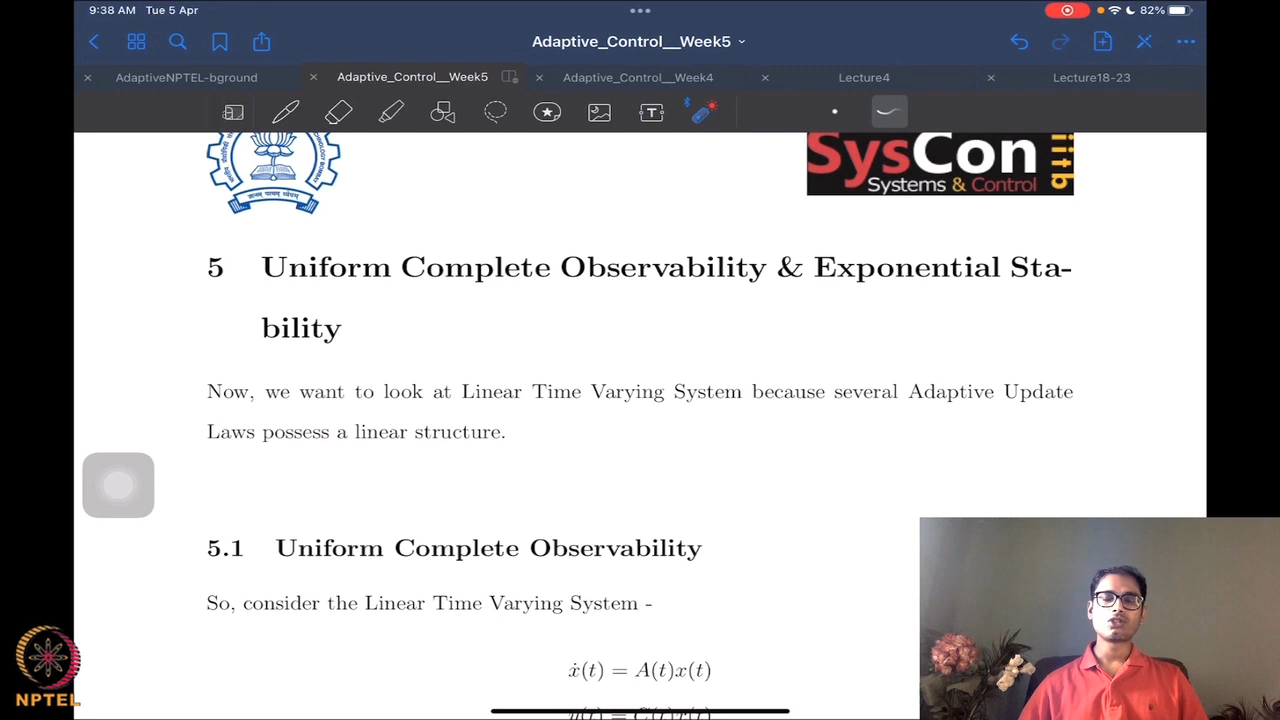 9:38 AM Tue 5 Apr
82%
Adaptive_Control__Week5
AdaptiveNPTEL-bground
Adaptive_Control__Week5
Adaptive_Control__Week4
Lecture4
Lecture18-23
SysCon
Systems & Control
iitb
5 Uniform Complete Observability & Exponential Sta-
bility
Now, we want to look at Linear Time Varying System because several Adaptive Update
Laws possess a linear structure.
5.1 Uniform Complete Observability
So, consider the Linear Time Varying System -
ẋ(t) = A(t)x(t)
y(t) = C(t)x(t)
NPTEL